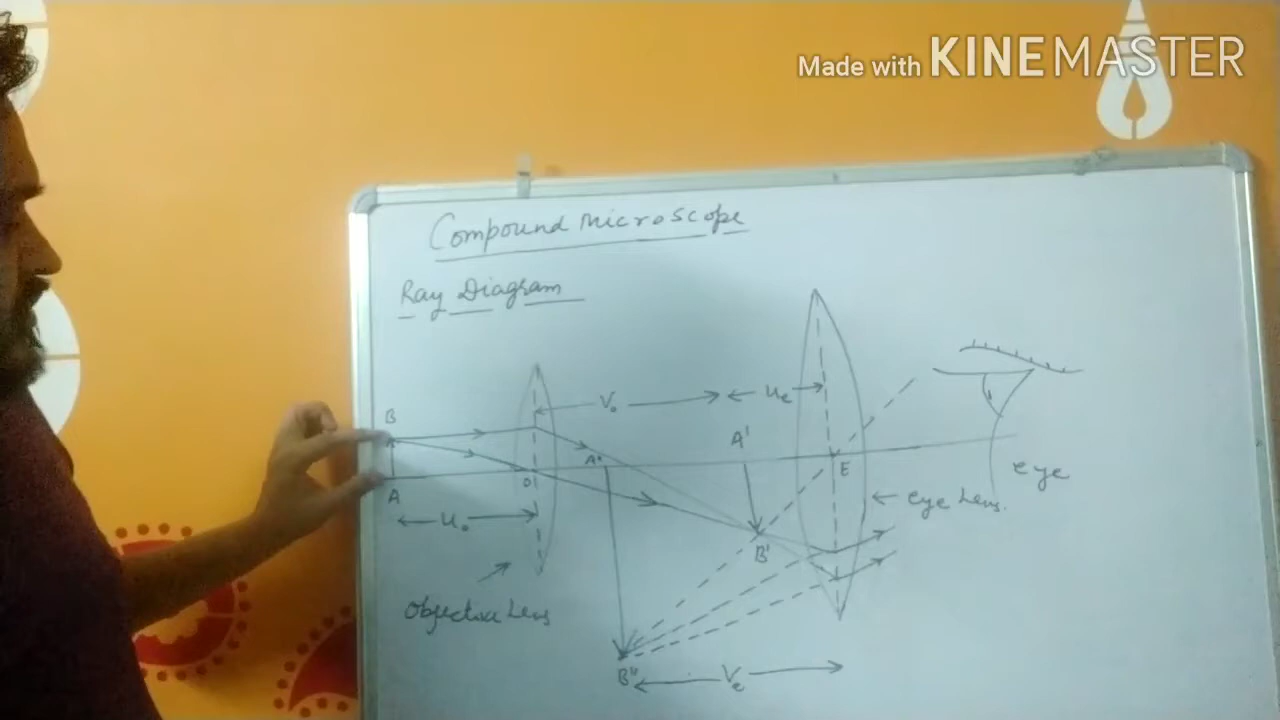 Made with KINEMASTER
Compound Microscope
Ray Diagram
B
V₀
uₑ
A'
A"
A
O
E
eye
u₀
eye Lens.
B'
Objective Lens
B"
Vₑ